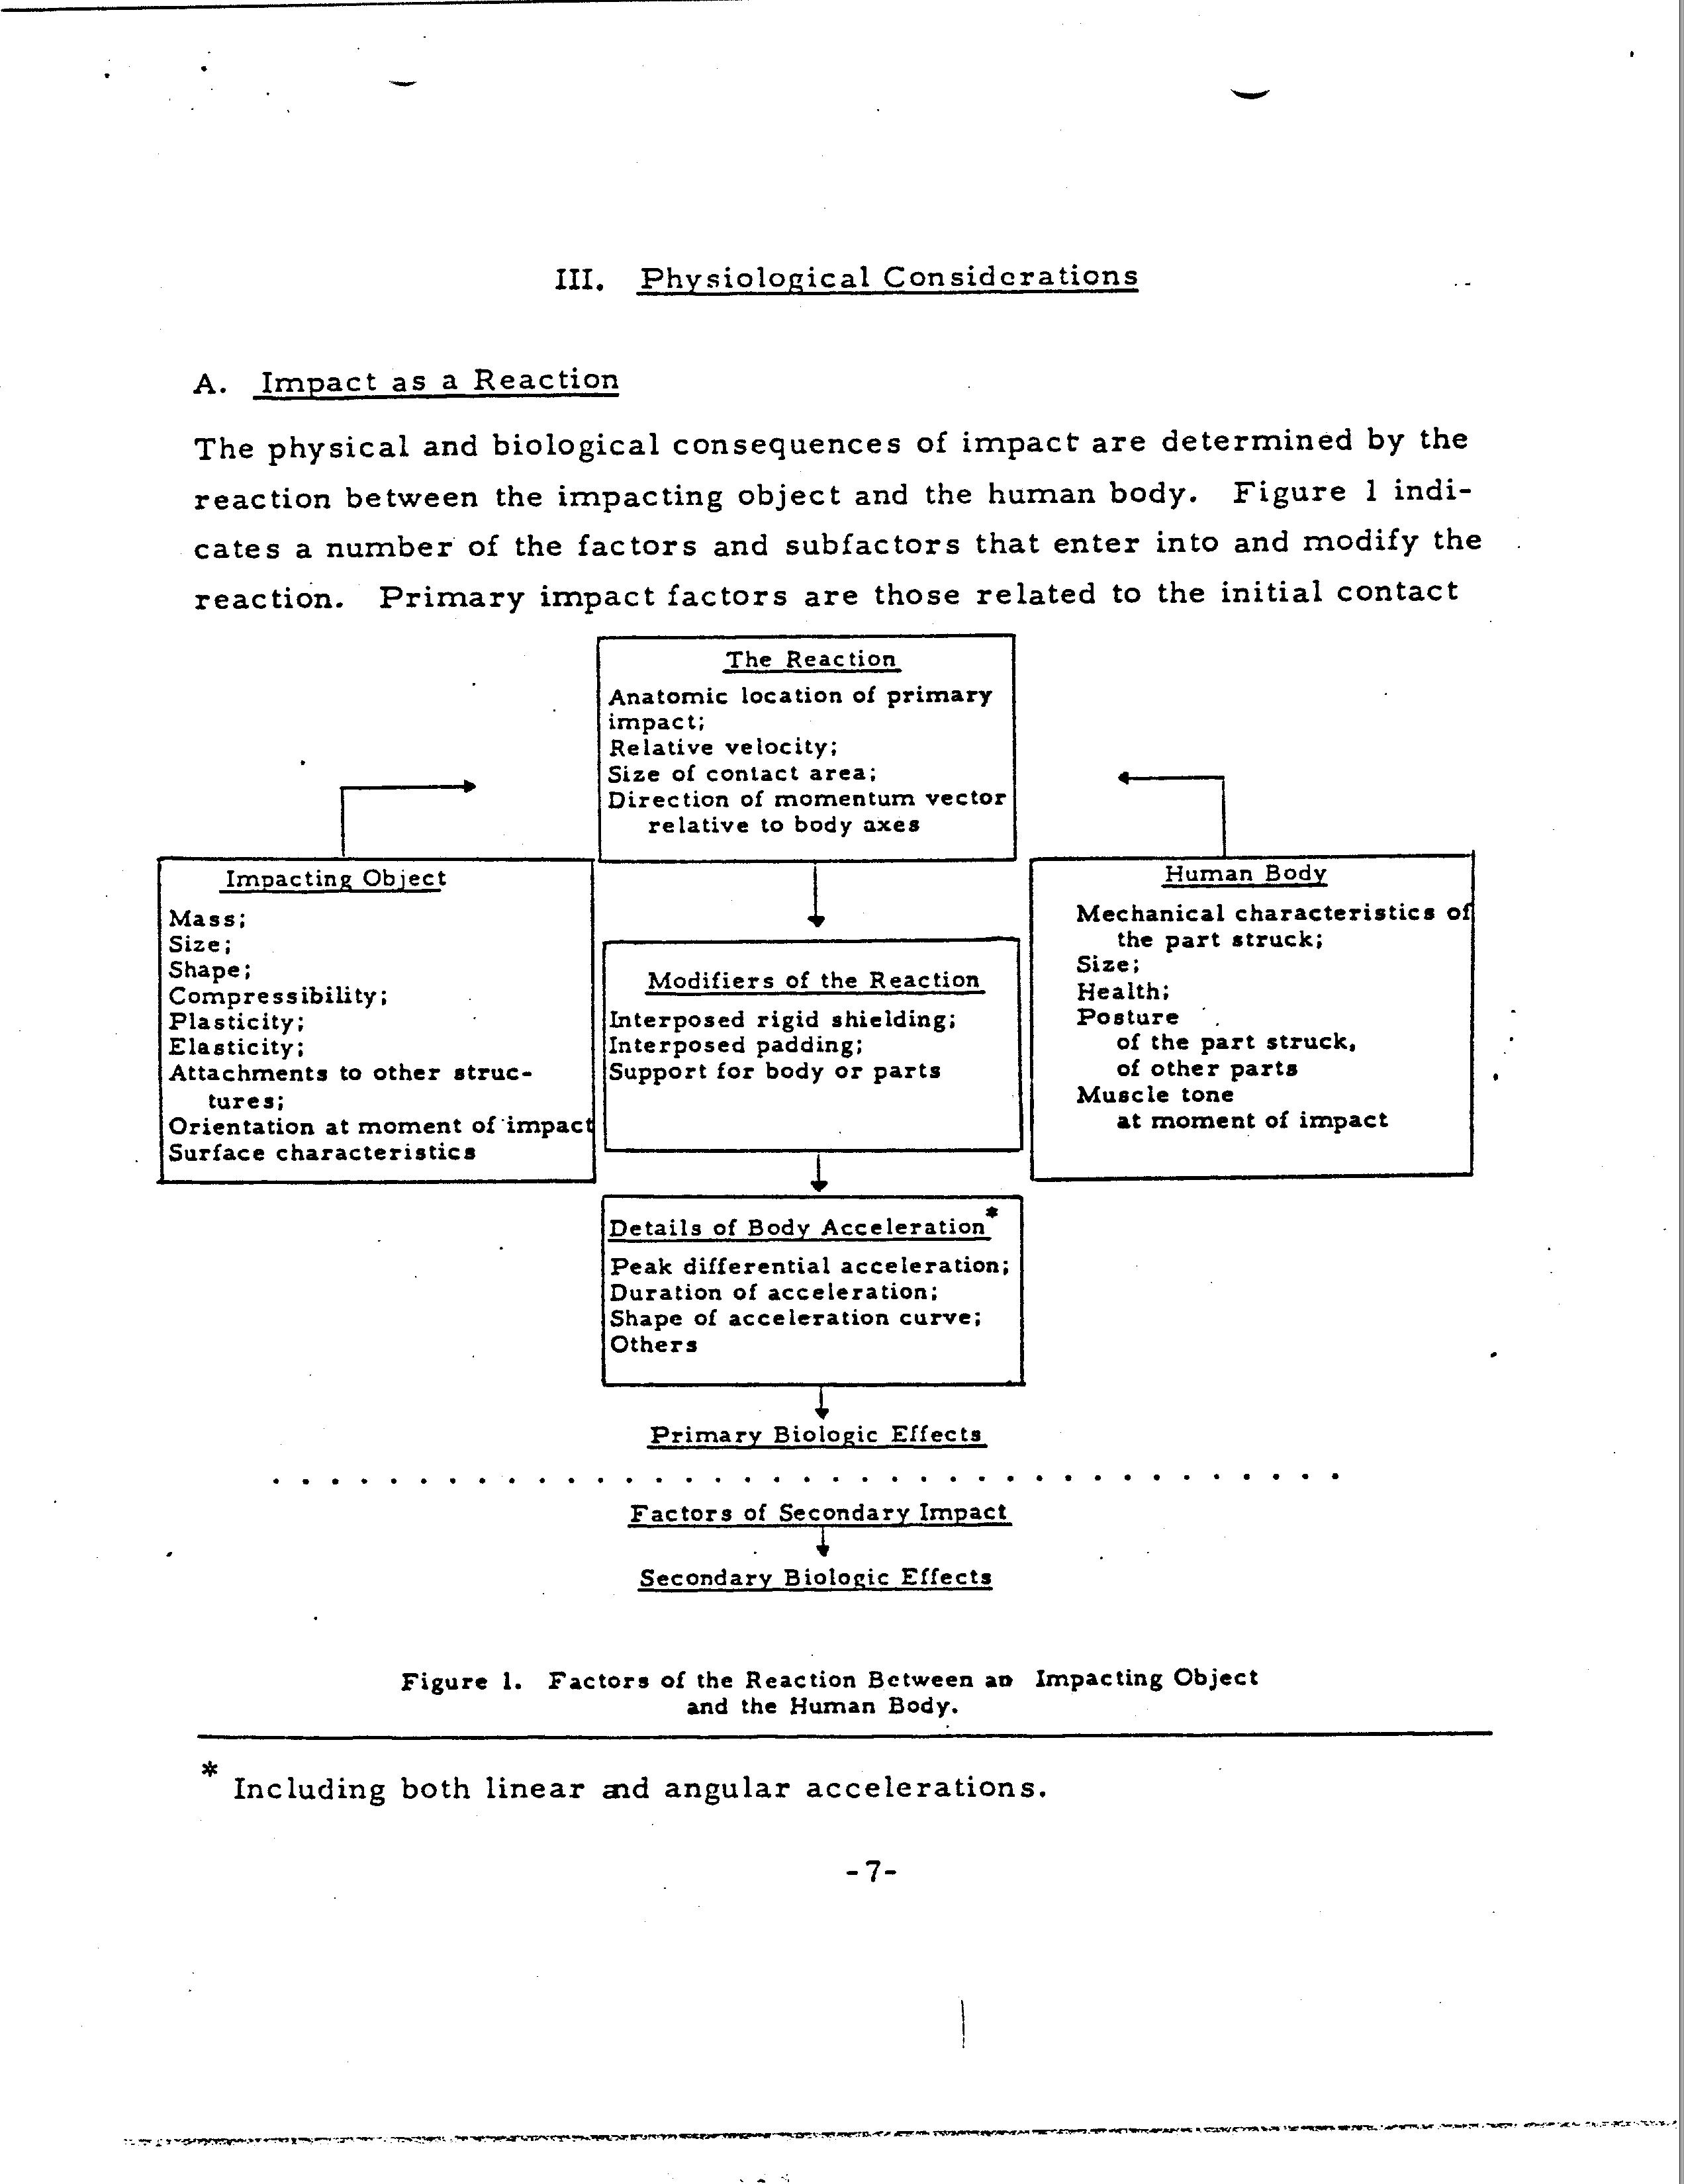 III. Physiological Considerations
A. Impact as a Reaction
The physical and biological consequences of impact are determined by the
reaction between the impacting object and the human body. Figure 1 indi-
cates a number of the factors and subfactors that enter into and modify the
reaction. Primary impact factors are those related to the initial contact
The Reaction
Anatomic location of primary
impact;
Relative velocity;
Size of contact area;
Direction of momentum vector
relative to body axes
Impacting Object
Mass;
Size;
Shape;
Compressibility;
Plasticity;
Elasticity;
Attachments to other struc-
tures;
Orientation at moment of impact
Surface characteristics
Modifiers of the Reaction
Interposed rigid shielding;
Interposed padding;
Support for body or parts
Human Body
Mechanical characteristics of
the part struck;
Size;
Health;
Posture
of the part struck,
of other parts
Muscle tone
at moment of impact
Details of Body Acceleration*
Peak differential acceleration;
Duration of acceleration;
Shape of acceleration curve;
Others
Primary Biologic Effects
Factors of Secondary Impact
Secondary Biologic Effects
Figure 1. Factors of the Reaction Between an Impacting Object
and the Human Body.
* Including both linear and angular accelerations.
-7-